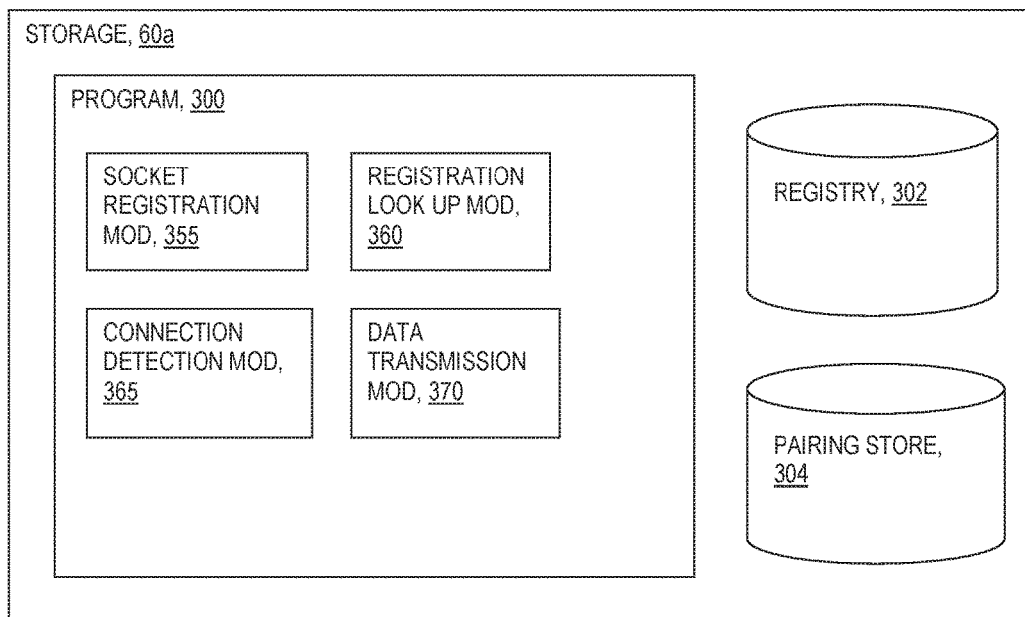 STORAGE, 60a
PROGRAM, 300
SOCKET
REGISTRATION
MOD, 355
REGISTRATION
LOOK UP MOD,
360
CONNECTION
DETECTION MOD,
365
DATA
TRANSMISSION
MOD, 370
REGISTRY, 302
PAIRING STORE,
304